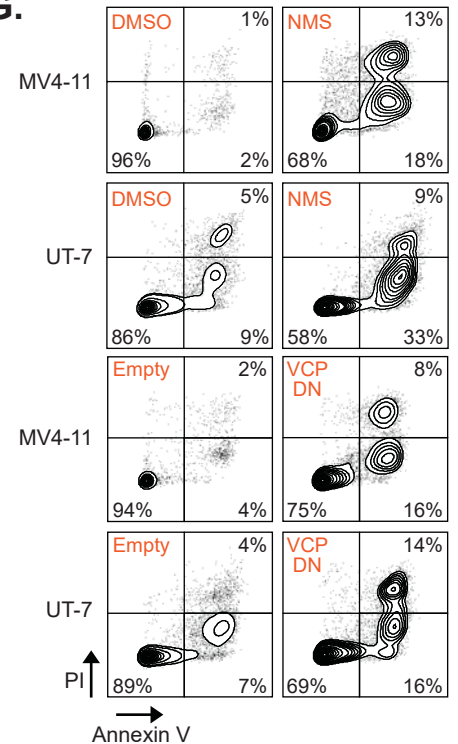 G.
DMSO 1% NMS 13%
MV4-11
96% 2% 68% 18%
DMSO 5% NMS 9%
UT-7
86% 9% 58% 33%
Empty 2% VCP DN 8%
MV4-11
94% 4% 75% 16%
Empty 4% VCP DN 14%
UT-7
PI
89% 7% 69% 16%
Annexin V